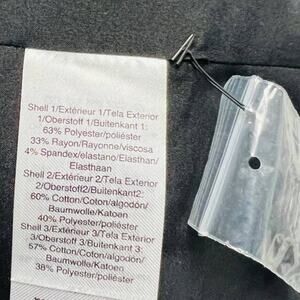 Shell 1/Extérieur 1/Tela Exterior
1/Oberstoff 1/Buitenkant 1:
63% Polyester/poliéster
33% Rayon/Rayonne/viscosa
4% Spandex/elastano/Elasthan/
Elasthaan
Shell 2/Extérieur 2/Tela Exterior
2/Oberstoff2/Buitenkant2:
60% Cotton/Coton/algodón/
Baumwolle/Katoen
40% Polyester/poliéster
Shell 3/Extérieur 3/Tela Exterior
3/Oberstoff 3/Buitenkant 3:
57% Cotton/Coton/algodón/
Baumwolle/Katoen
38% Polyester/poliéster